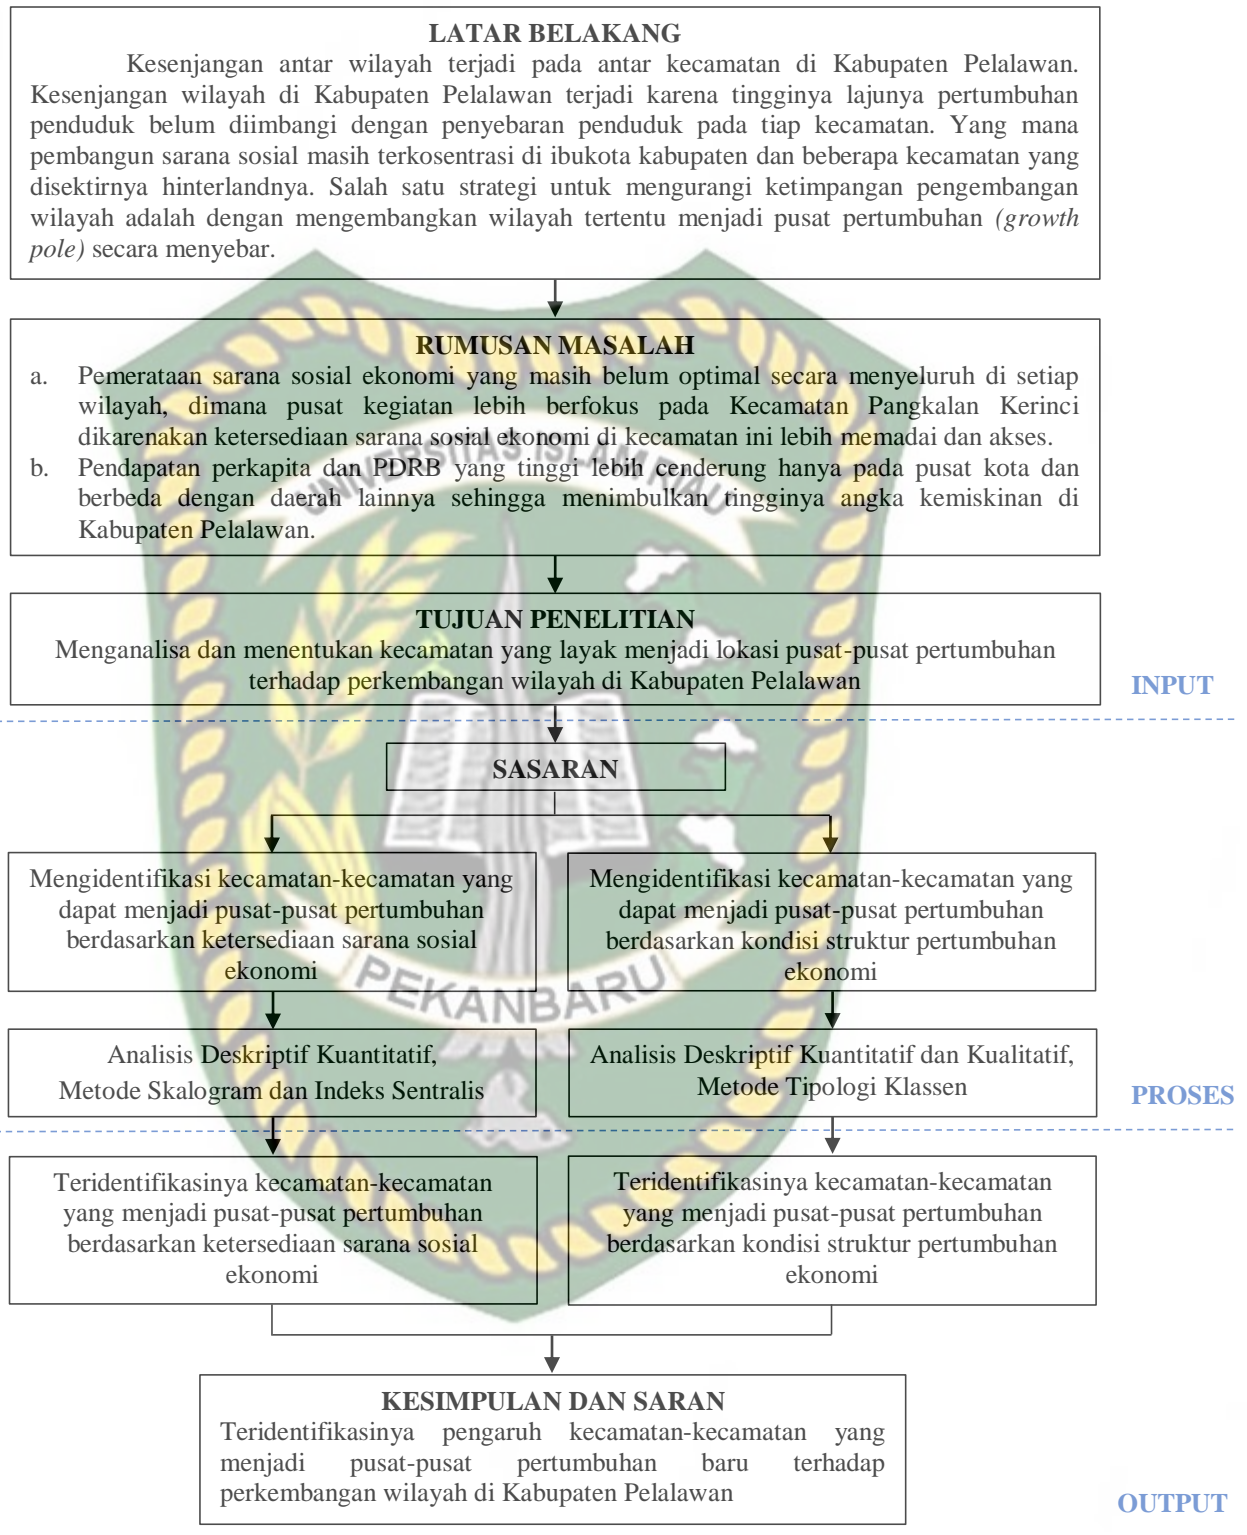 LATAR BELAKANG
Kesenjangan antar wilayah terjadi pada antar kecamatan di Kabupaten Pelalawan.
Kesenjangan wilayah di Kabupaten Pelalawan terjadi karena tingginya lajunya pertumbuhan
penduduk belum diimbangi dengan penyebaran penduduk pada tiap kecamatan. Yang mana
pembangun sarana sosial masih terkosentrasi di ibukota kabupaten dan beberapa kecamatan yang
disektirnya hinterlandnya. Salah satu strategi untuk mengurangi ketimpangan pengembangan
wilayah adalah dengan mengembangkan wilayah tertentu menjadi pusat pertumbuhan (growth
pole) secara menyebar.
RUMUSAN MASALAH
a. Pemerataan sarana sosial ekonomi yang masih belum optimal secara menyeluruh di setiap
wilayah, dimana pusat kegiatan lebih berfokus pada Kecamatan Pangkalan Kerinci
dikarenakan ketersediaan sarana sosial ekonomi di kecamatan ini lebih memadai dan akses.
b. Pendapatan perkapita dan PDRB yang tinggi lebih cenderung hanya pada pusat kota dan
berbeda dengan daerah lainnya sehingga menimbulkan tingginya angka kemiskinan di
Kabupaten Pelalawan.
UNIVERSITAS ISLAM RIAU
TUJUAN PENELITIAN
Menganalisa dan menentukan kecamatan yang layak menjadi lokasi pusat-pusat pertumbuhan
terhadap perkembangan wilayah di Kabupaten Pelalawan
INPUT
SASARAN
Mengidentifikasi kecamatan-kecamatan yang
dapat menjadi pusat-pusat pertumbuhan
berdasarkan ketersediaan sarana sosial
ekonomi
Mengidentifikasi kecamatan-kecamatan yang
dapat menjadi pusat-pusat pertumbuhan
berdasarkan kondisi struktur pertumbuhan
ekonomi
PEKANBARU
Analisis Deskriptif Kuantitatif,
Metode Skalogram dan Indeks Sentralis
Analisis Deskriptif Kuantitatif dan Kualitatif,
Metode Tipologi Klassen
PROSES
Teridentifikasinya kecamatan-kecamatan
yang menjadi pusat-pusat pertumbuhan
berdasarkan ketersediaan sarana sosial
ekonomi
Teridentifikasinya kecamatan-kecamatan
yang menjadi pusat-pusat pertumbuhan
berdasarkan kondisi struktur pertumbuhan
ekonomi
KESIMPULAN DAN SARAN
Teridentifikasinya pengaruh kecamatan-kecamatan yang
menjadi pusat-pusat pertumbuhan baru terhadap
perkembangan wilayah di Kabupaten Pelalawan
OUTPUT